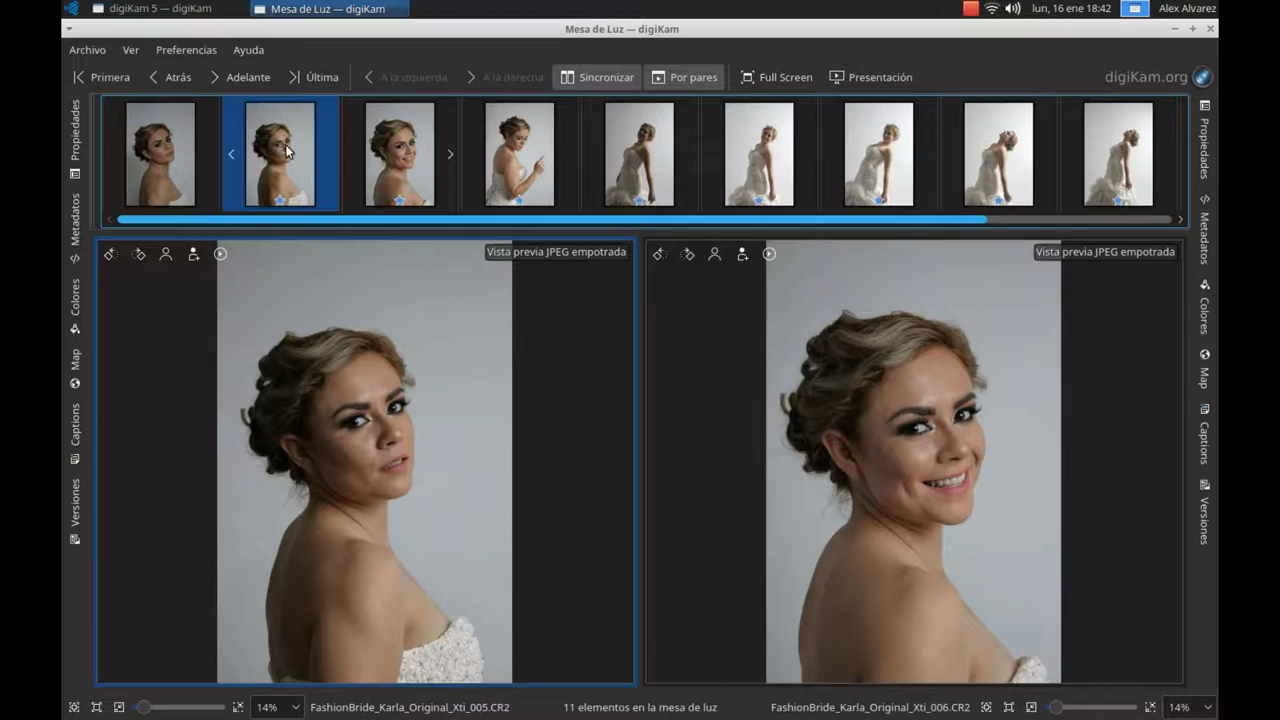 digiKam 5 — digiKam
Mesa de Luz — digiKam
lun, 16 ene 18:42
Alex Alvarez
Mesa de Luz — digiKam
Archivo Ver Preferencias Ayuda
Primera Atrás Adelante Última A la izquierda A la derecha Sincronizar Por pares Full Screen Presentación digiKam.org
Propiedades
Metadatos
Colores
Map
Captions
Versiones
Vista previa JPEG empotrada
Vista previa JPEG empotrada
Propiedades
Metadatos
Colores
Map
Captions
Versiones
14% FashionBride_Karla_Original_Xti_005.CR2 11 elementos en la mesa de luz FashionBride_Karla_Original_Xti_006.CR2 14%